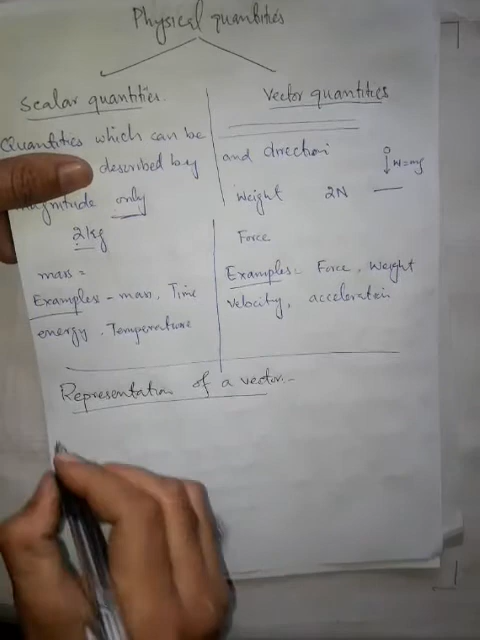 Physical quantities
Scalar quantities.
Quantities which can be
described by
magnitude only
2kg
mass =
Examples - mass, Time
energy, Temperature
Vector quantities
and direction
W=mg
Weight 2N
Force
Examples - Force, Weight
velocity, acceleration
Representation of a vector:-